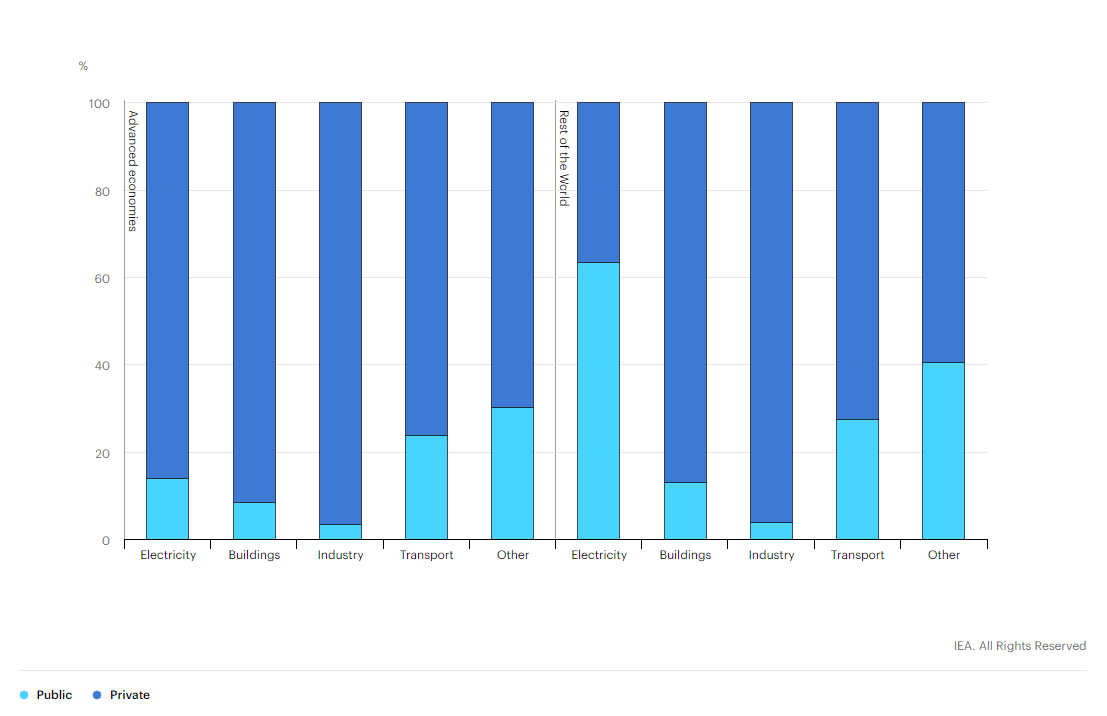 %
100
80
60
40
20
0
Advanced economies
Rest of the World
Electricity
Buildings
Industry
Transport
Other
Electricity
Buildings
Industry
Transport
Other
IEA. All Rights Reserved
Public
Private